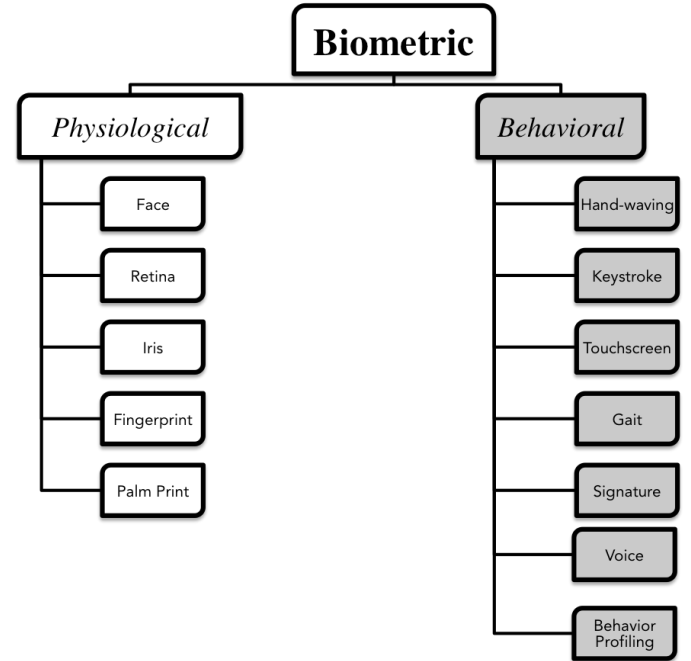 Biometric
Physiological
Face
Retina
Iris
Fingerprint
Palm Print
Behavioral
Hand-waving
Keystroke
Touchscreen
Gait
Signature
Voice
Behavior
Profiling